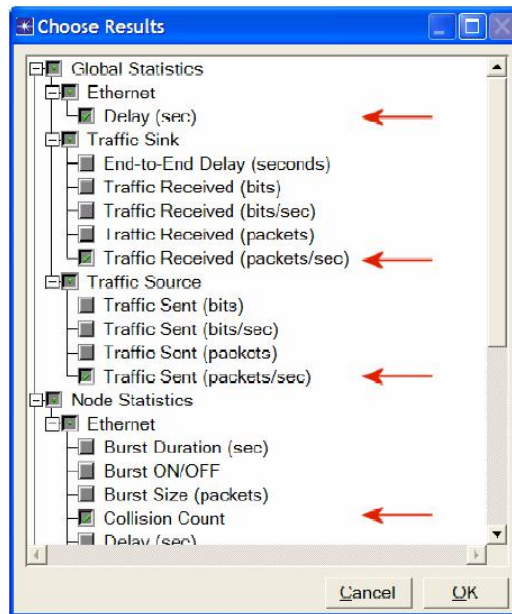 Choose Results
Global Statistics
Ethernet
Delay (sec)
Traffic Sink
End-to-End Delay (seconds)
Traffic Received (bits)
Traffic Received (bits/sec)
Traffic Received (packets)
Traffic Received (packets/sec)
Traffic Source
Traffic Sent (bits)
Traffic Sent (bits/sec)
Traffic Sent (packets)
Traffic Sent (packets/sec)
Node Statistics
Ethernet
Burst Duration (sec)
Burst ON/OFF
Burst Size (packets)
Collision Count
Delay (sec)
Cancel OK